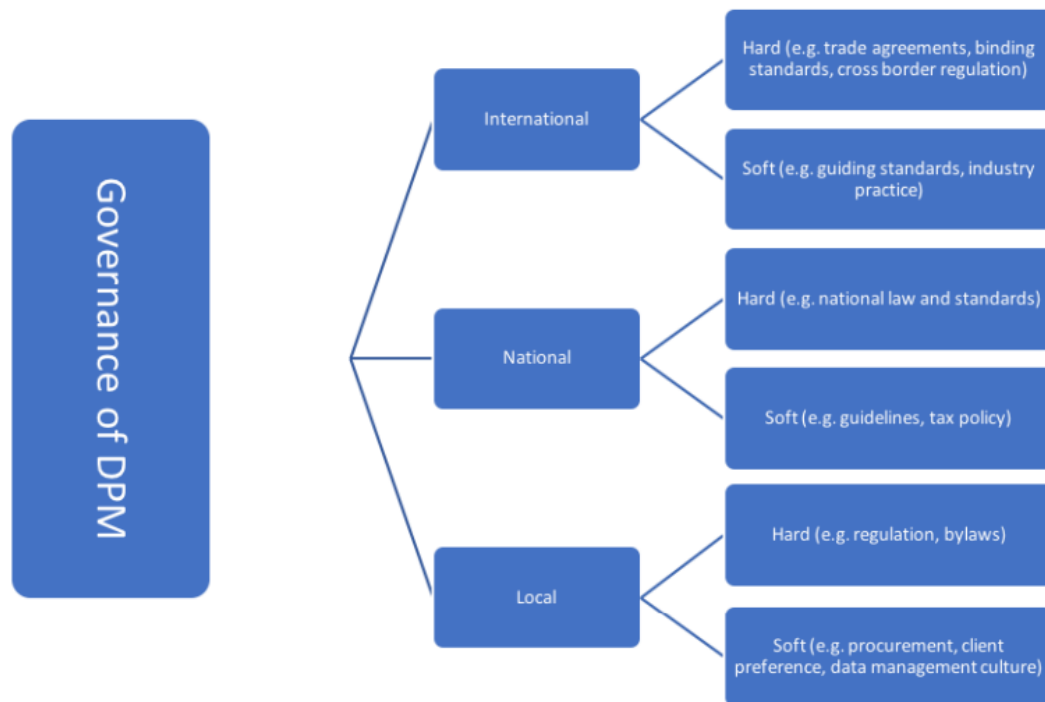 Governance of DPM
International
Hard (e.g. trade agreements, binding
standards, cross border regulation)
Soft (e.g. guiding standards, industry
practice)
National
Hard (e.g. national law and standards)
Soft (e.g. guidelines, tax policy)
Local
Hard (e.g. regulation, bylaws)
Soft (e.g. procurement, client
preference, data management culture)